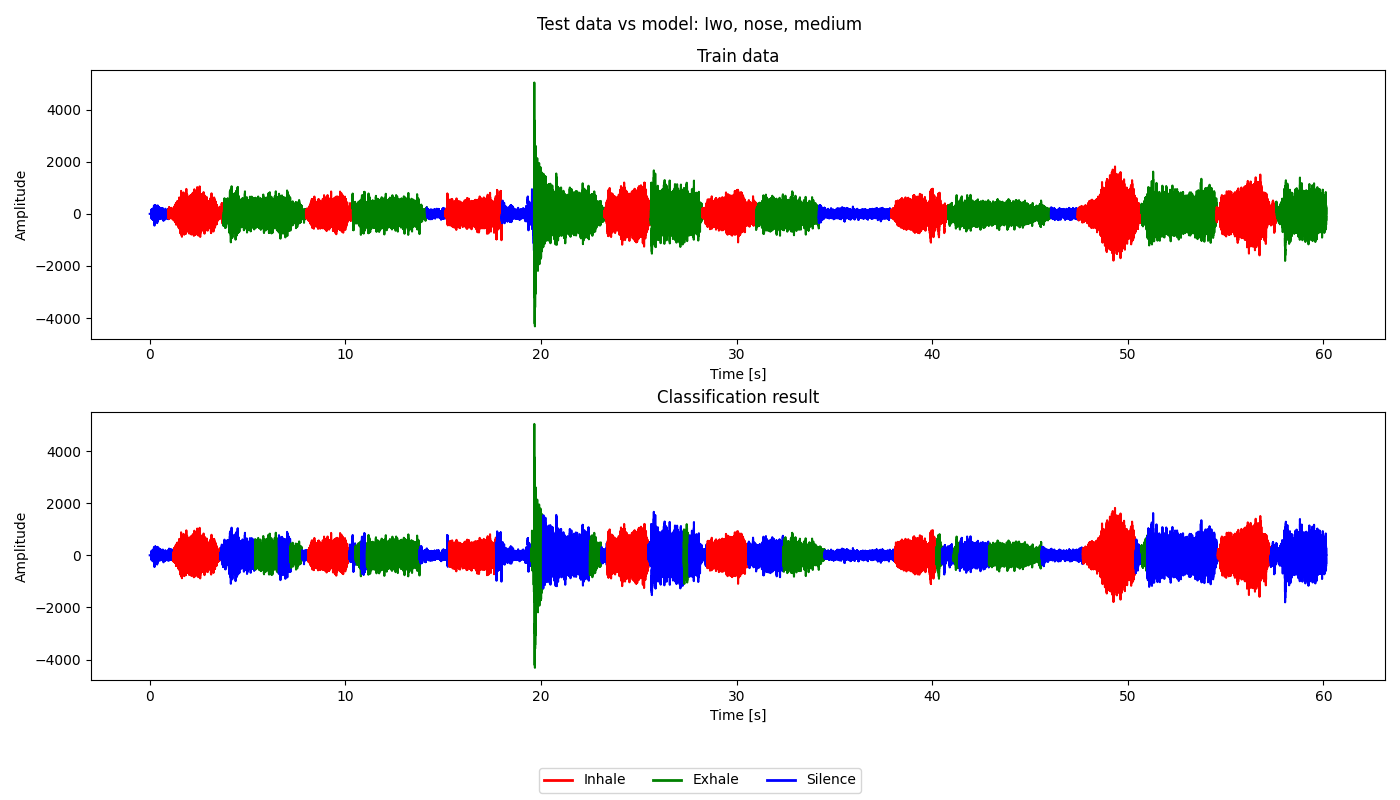 Test data vs model: Iwo, nose, medium
Train data
4000
2000
0
−2000
−4000
Amplitude
0 10 20 30 40 50 60
Time [s]
Classification result
4000
2000
0
−2000
−4000
Amplitude
0 10 20 30 40 50 60
Time [s]
Inhale Exhale Silence